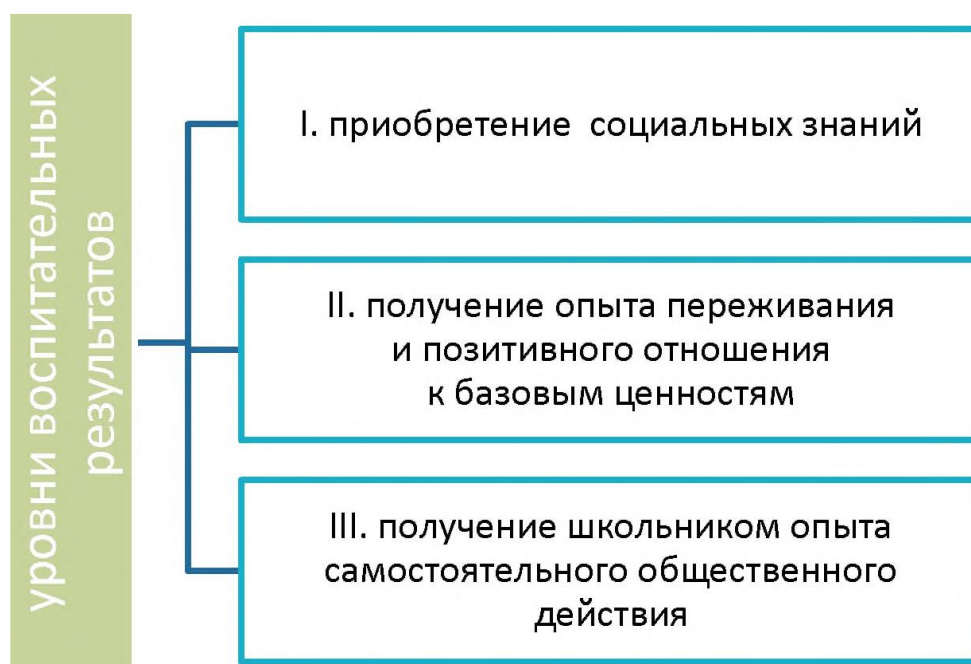 уровни воспитательных
результатов
I. приобретение социальных знаний
II. получение опыта переживания
и позитивного отношения
к базовым ценностям
III. получение школьником опыта
самостоятельного общественного
действия